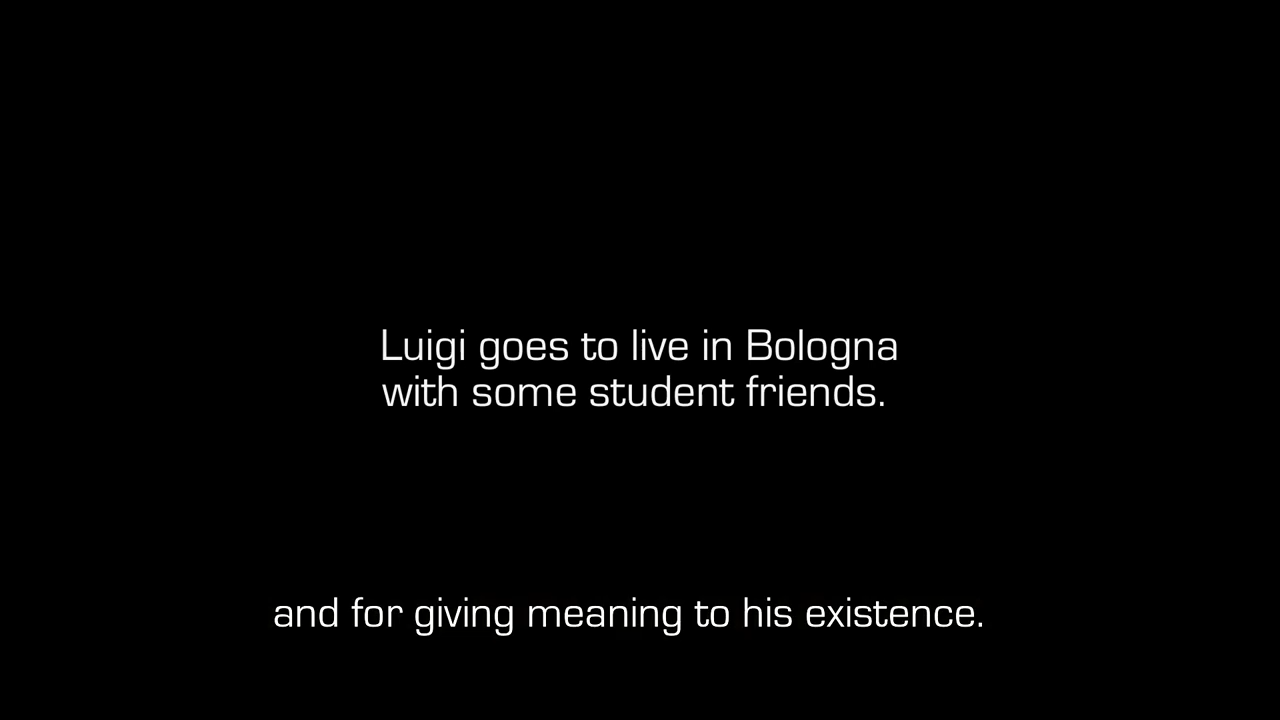 Luigi goes to live in Bologna
with some student friends.
and for giving meaning to his existence.